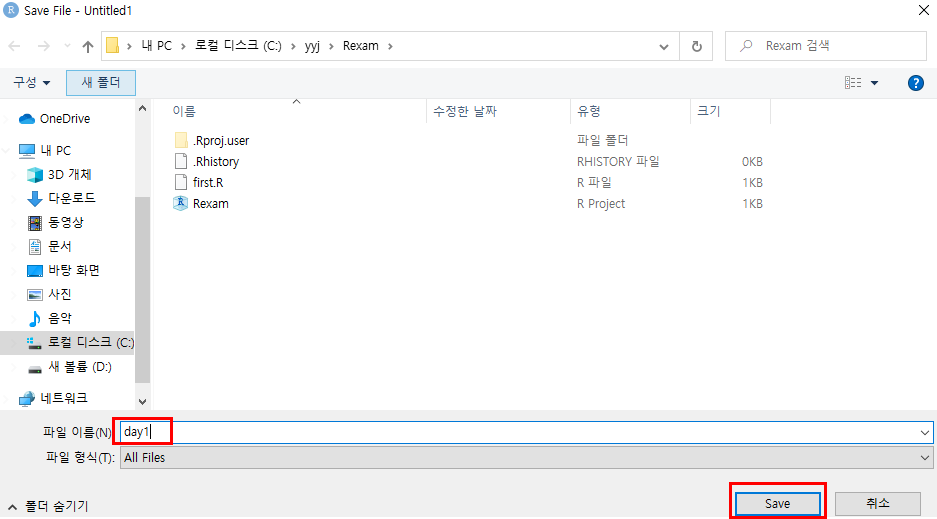 Save File - Untitled1
내 PC > 로컬 디스크 (C:) > yyj > Rexam >
Rexam 검색
구성 새 폴더
이름 수정한 날짜 유형 크기
OneDrive
내 PC
3D 개체
다운로드
동영상
문서
바탕 화면
사진
음악
로컬 디스크 (C:)
새 볼륨 (D:)
네트워크
.Rproj.user 파일 폴더
.Rhistory RHISTORY 파일 0KB
first.R R 파일 1KB
Rexam R Project 1KB
파일 이름(N): day1
파일 형식(T): All Files
폴더 숨기기
Save 취소